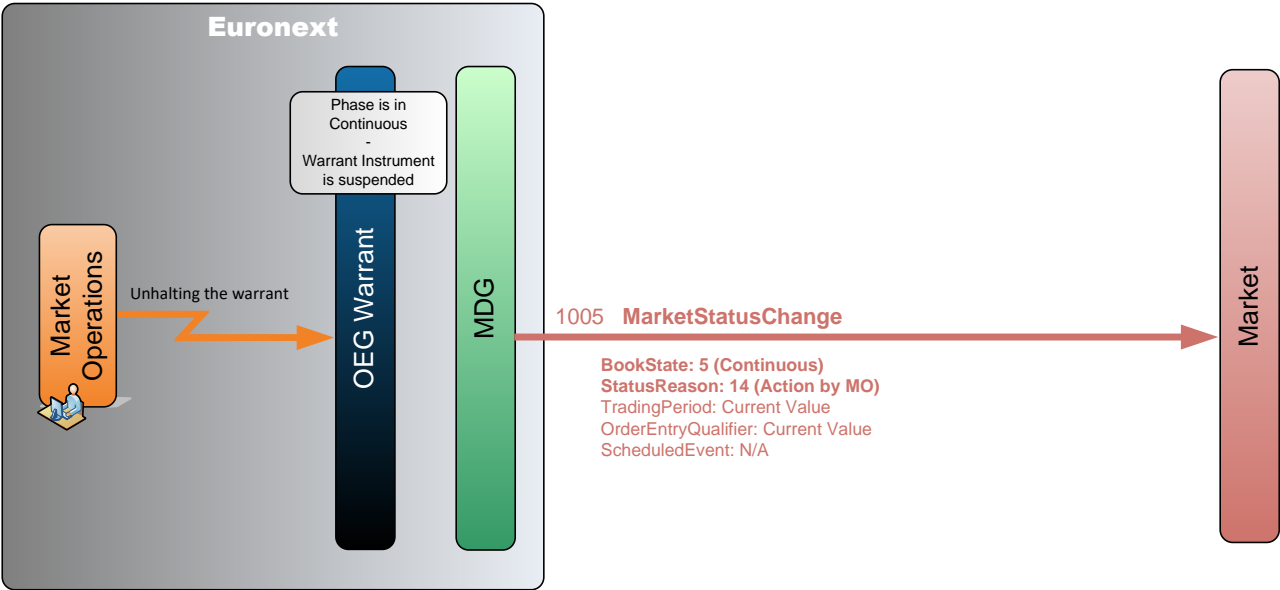 Euronext
Phase is in
Continuous
-
Warrant Instrument
is suspended
Market
Operations
Unhalting the warrant
OEG Warrant
MDG
1005 MarketStatusChange
BookState: 5 (Continuous)
StatusReason: 14 (Action by MO)
TradingPeriod: Current Value
OrderEntryQualifier: Current Value
ScheduledEvent: N/A
Market